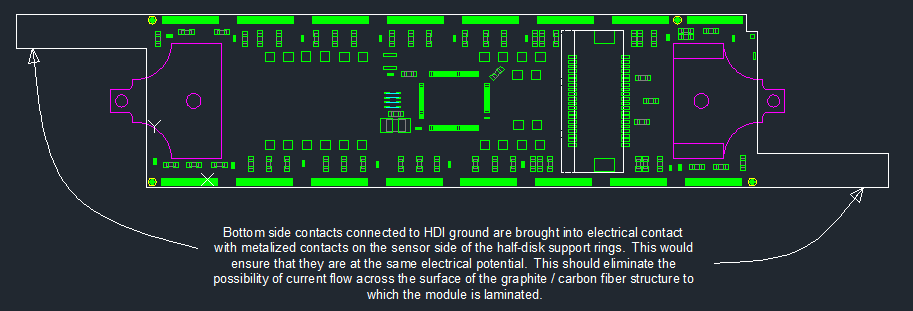 Bottom side contacts connected to HDI ground are brought into electrical contact
with metalized contacts on the sensor side of the half-disk support rings.  This would
ensure that they are at the same electrical potential.  This should eliminate the
possibility of current flow across the surface of the graphite / carbon fiber structure to
which the module is laminated.